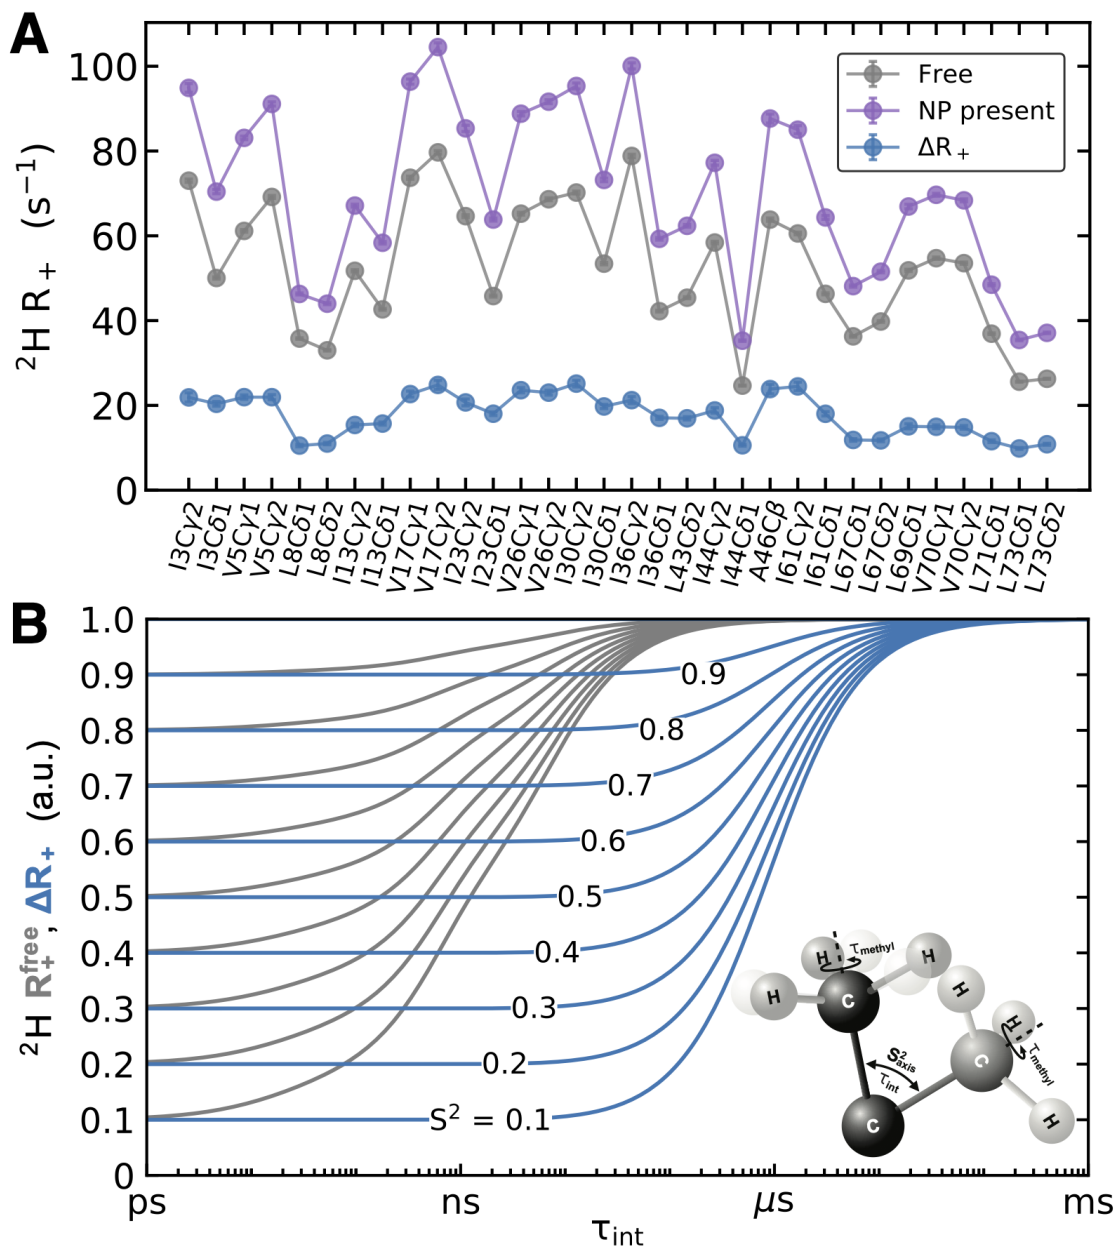 A
²H R₊ (s⁻¹)
100
80
60
40
20
0
Free
NP present
ΔR₊
I3Cγ2
I3Cδ1
V5Cγ1
V5Cγ2
L8Cδ1
L8Cδ2
I13Cγ2
I13Cδ1
V17Cγ1
V17Cγ2
I23Cγ2
I23Cδ1
V26Cγ1
V26Cγ2
I30Cγ2
I30Cδ1
I36Cγ2
I36Cδ1
L43Cδ2
I44Cγ2
I44Cδ1
A46Cβ
I61Cγ2
I61Cδ1
L67Cδ1
L67Cδ2
L69Cδ1
V70Cγ1
V70Cγ2
L71Cδ1
L73Cδ1
L73Cδ2
B
²H R₊ᶠʳᵉᵉ, ΔR₊ (a.u.)
1.0
0.9
0.8
0.7
0.6
0.5
0.4
0.3
0.2
0.1
0
0.9
0.8
0.7
0.6
0.5
0.4
0.3
0.2
S² = 0.1
H
τmethyl
H
H
C
H
H
τmethyl
C
S²axis
τint
C
H
ps
ns
μs
ms
τint